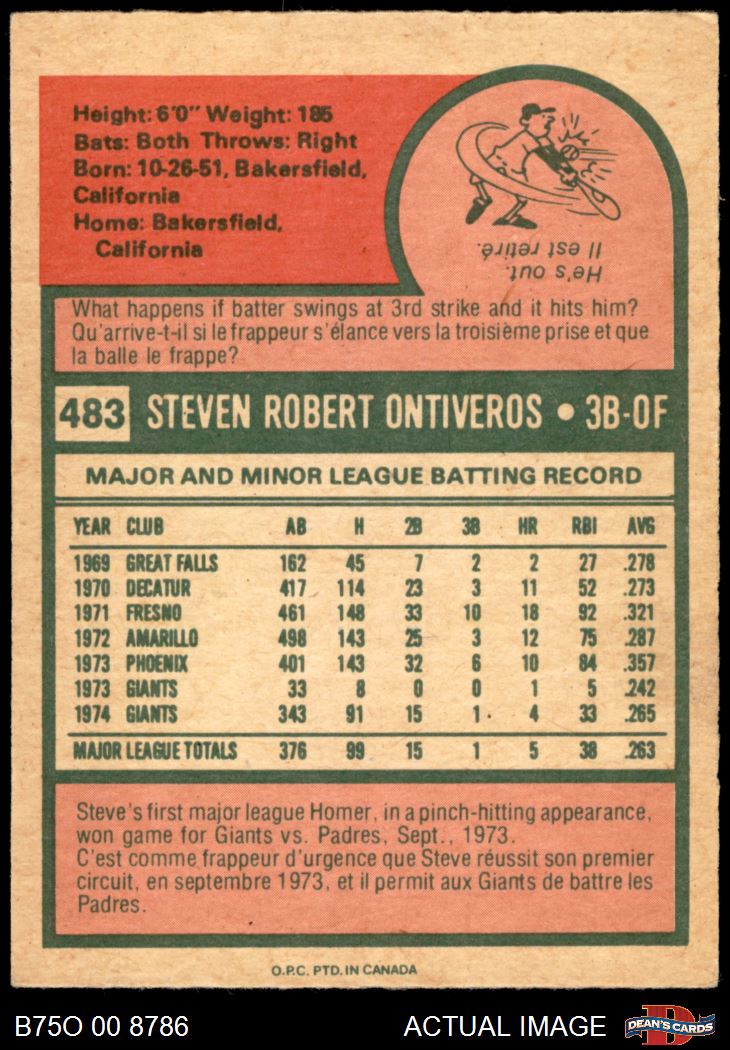 Height: 6'0" Weight: 185
Bats: Both Throws: Right
Born: 10-26-51, Bakersfield,
California
Home: Bakersfield,
California
He's out.
Il est retiré.
What happens if batter swings at 3rd strike and it hits him?
Qu'arrive-t-il si le frappeur s'élance vers la troisième prise et que
la balle le frappe?
483 STEVEN ROBERT ONTIVEROS • 3B-OF
MAJOR AND MINOR LEAGUE BATTING RECORD
YEAR CLUB AB H 2B 3B HR RBI AVG
1969 GREAT FALLS 162 45 7 2 2 27 .278
1970 DECATUR 417 114 23 3 11 52 .273
1971 FRESNO 461 148 33 10 18 92 .321
1972 AMARILLO 498 143 25 3 12 75 .287
1973 PHOENIX 401 143 32 6 10 84 .357
1973 GIANTS 33 8 0 0 1 5 .242
1974 GIANTS 343 91 15 1 4 33 .265
MAJOR LEAGUE TOTALS 376 99 15 1 5 38 .263
Steve's first major league Homer, in a pinch-hitting appearance,
won game for Giants vs. Padres, Sept., 1973.
C'est comme frappeur d'urgence que Steve réussit son premier
circuit, en septembre 1973, et il permit aux Giants de battre les
Padres.
O.P.C. PTD. IN CANADA
B75O 00 8786 ACTUAL IMAGE DEAN'S CARDS